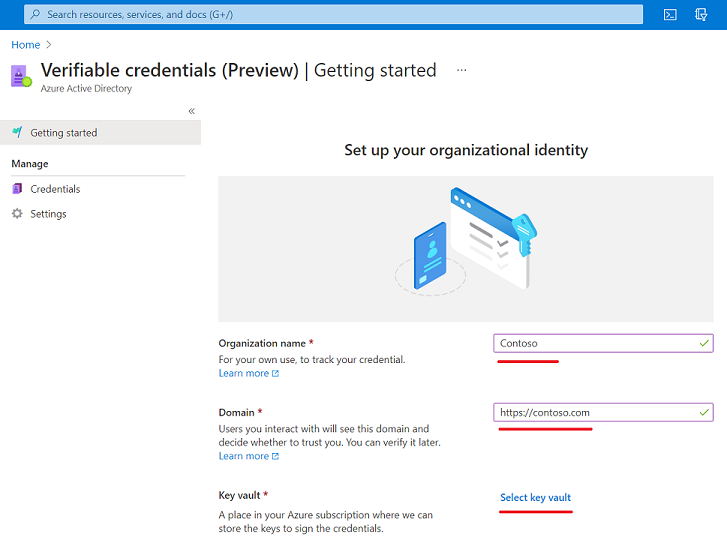 Search resources, services, and docs (G+/)
Home >
Verifiable credentials (Preview) | Getting started ...
Azure Active Directory
«
Getting started
Manage
Credentials
Settings
Set up your organizational identity
Organization name *
Contoso
For your own use, to track your credential.
Learn more
Domain *
https://contoso.com
Users you interact with will see this domain and
decide whether to trust you. You can verify it later.
Learn more
Key vault *
Select key vault
A place in your Azure subscription where we can
store the keys to sign the credentials.